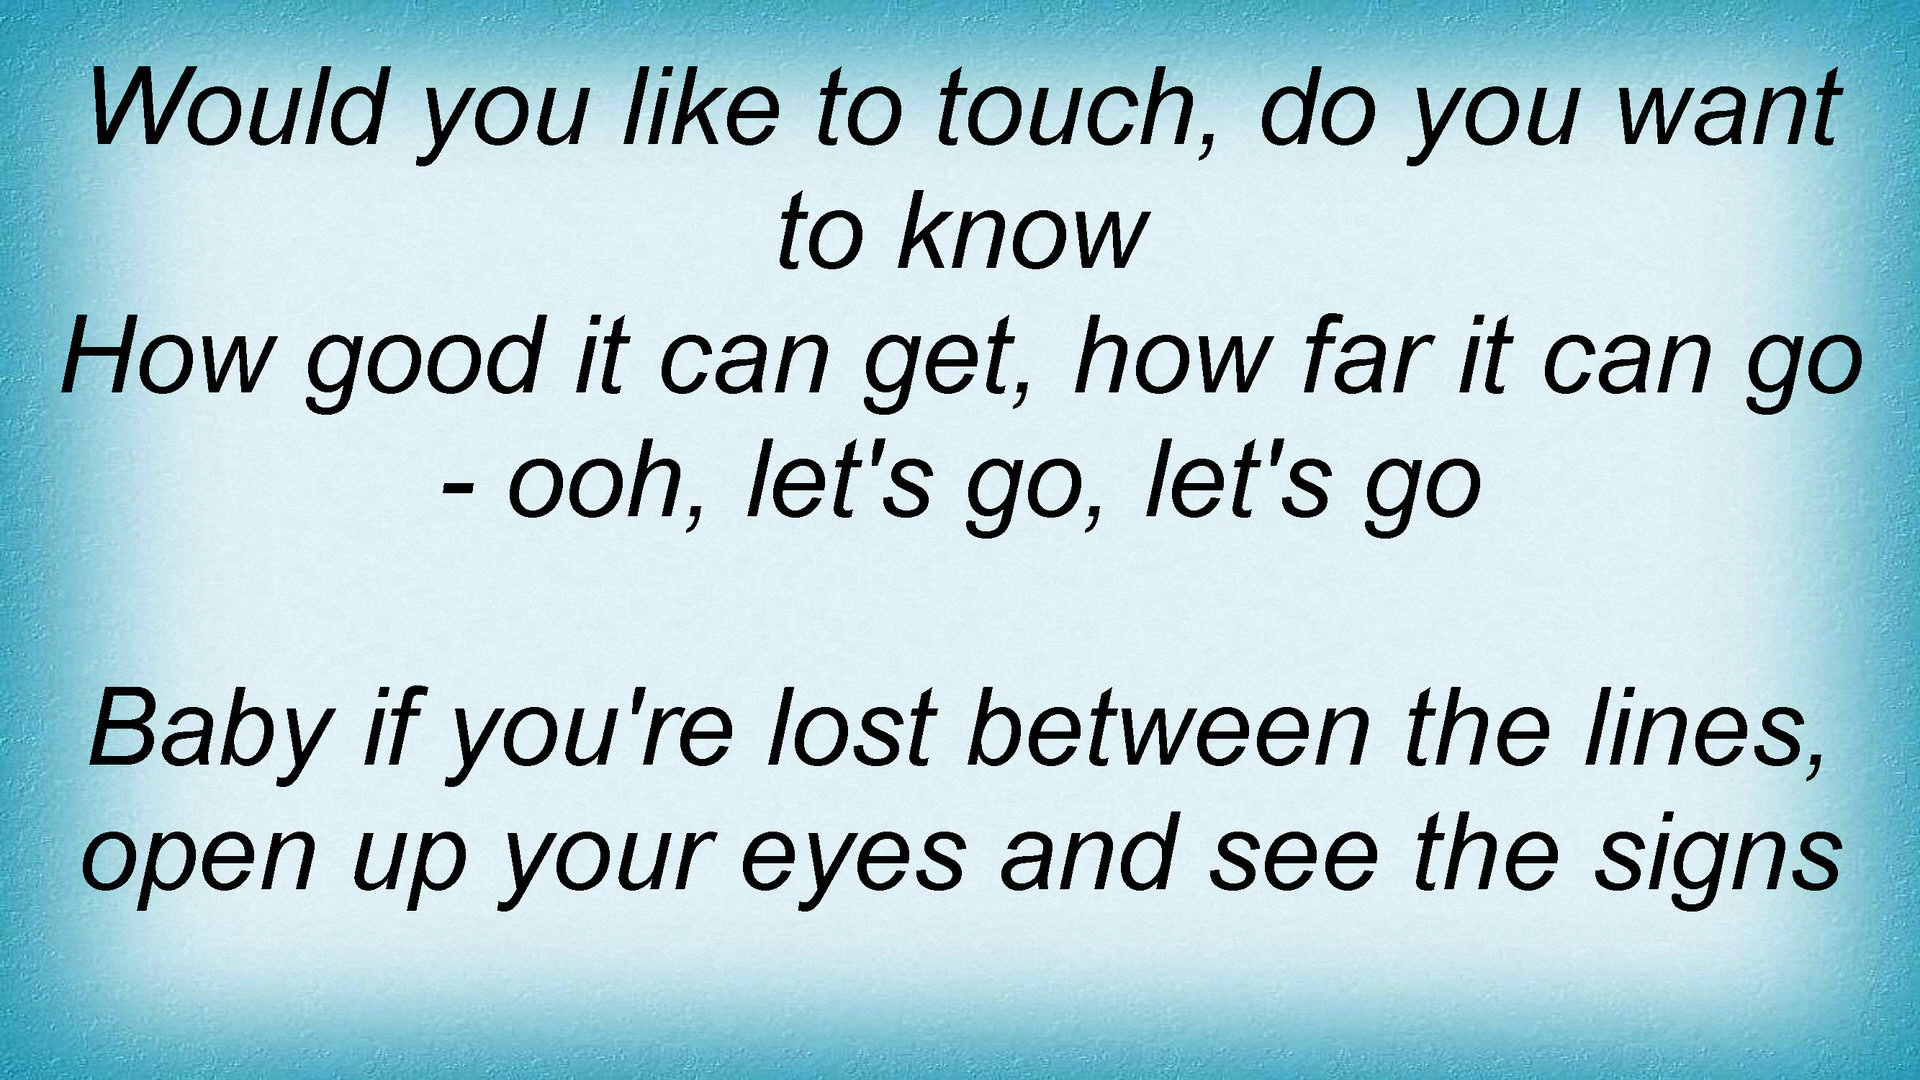 Would you like to touch, do you want
to know
How good it can get, how far it can go
- ooh, let's go, let's go
Baby if you're lost between the lines,
open up your eyes and see the signs